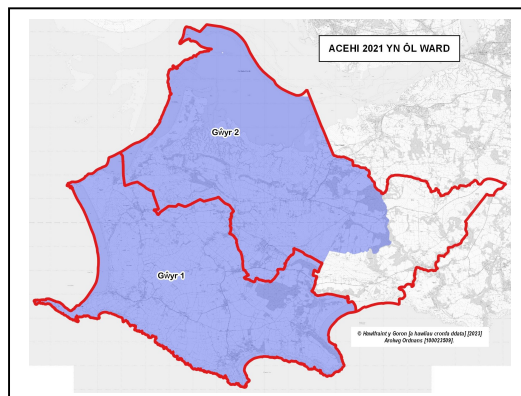 ACEHI 2021 YN ÔL WARD
Gŵyr 2
Gŵyr 1
© Hawlfraint y Goron [a hawliau cronfa ddata] [2023]
Arolwg Ordnans [100023509].